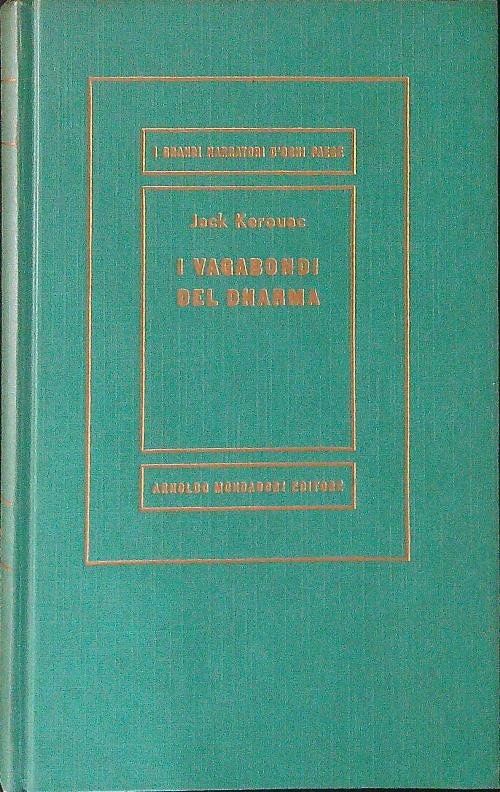 I GRANDI NARRATORI D'OGNI PAESE
Jack Kerouac
I VAGABONDI
DEL DHARMA
ARNOLDO MONDADORI EDITORE